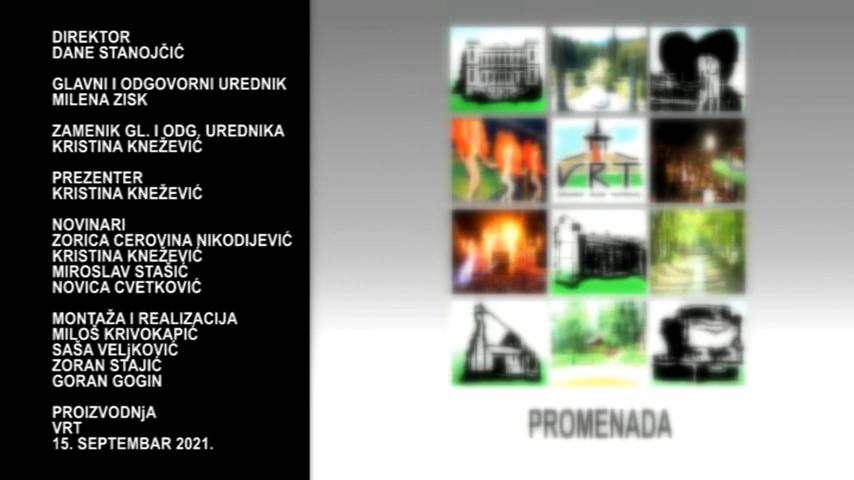 DIREKTOR
DANE STANOJČIĆ
GLAVNI I ODGOVORNI UREDNIK
MILENA ZISK
ZAMENIK GL. I ODG. UREDNIKA
KRISTINA KNEŽEVIĆ
PREZENTER
KRISTINA KNEŽEVIĆ
NOVINARI
ZORICA CEROVINA NIKODIJEVIĆ
KRISTINA KNEŽEVIĆ
MIROSLAV STAŠIĆ
NOVICA CVETKOVIĆ
MONTAŽA I REALIZACIJA
MILOŠ KRIVOKAPIĆ
SAŠA VELjKOVIĆ
ZORAN STAJIĆ
GORAN GOGIN
PROIZVODNjA
VRT
15. SEPTEMBAR 2021.
VRT
PROMENADA